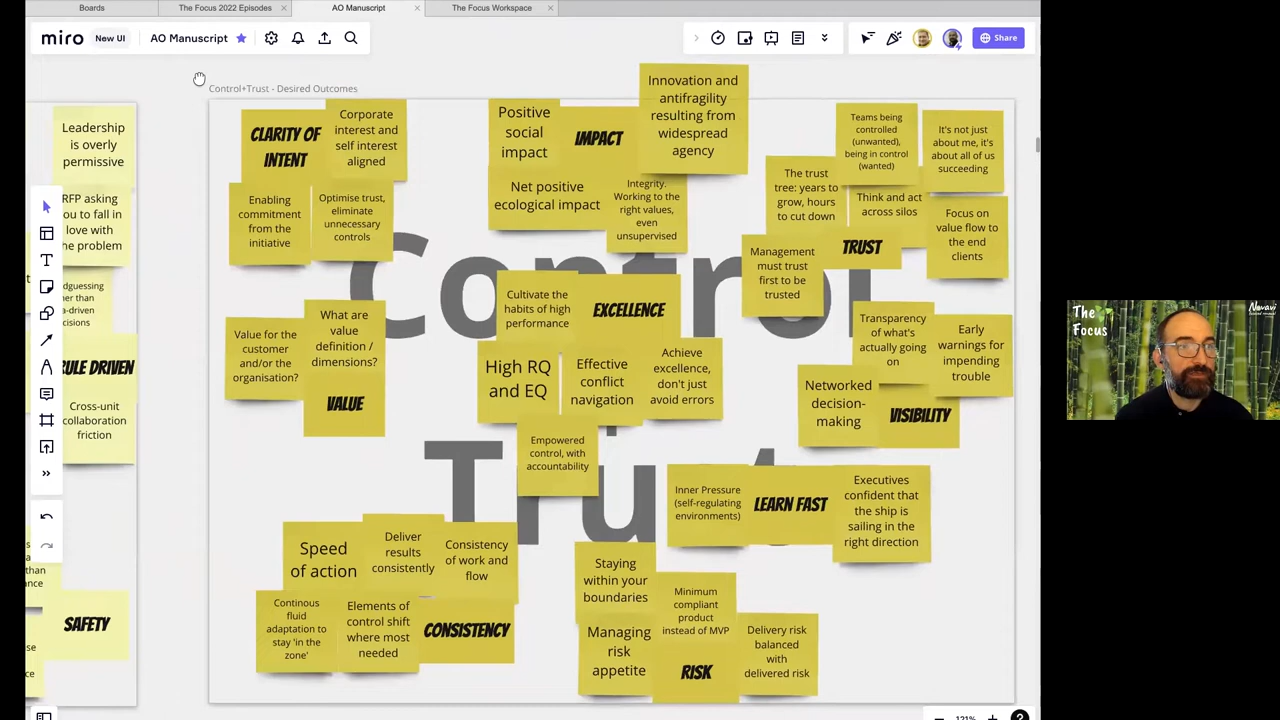 Boards
The Focus 2022 Episodes
AO Manuscript
The Focus Workspace
miro
New UI
AO Manuscript
Share
Control+Trust - Desired Outcomes
Leadership
is overly
permissive
RFP asking
you to fall in
love with
the problem
RULE DRIVEN
Cross-unit
collaboration
friction
SAFETY
CLARITY OF
INTENT
Corporate
interest and
self interest
aligned
Enabling
commitment
from the
initiative
Optimise trust,
eliminate
unnecessary
controls
Positive
social
impact
IMPACT
Innovation and
antifragility
resulting from
widespread
agency
Net positive
ecological impact
Integrity.
Working to the
right values,
even
unsupervised
Teams being
controlled
(unwanted),
being in control
(wanted)
It's not just
about me, it's
about all of us
succeeding
The trust
tree: years to
grow, hours
to cut down
Think and act
across silos
Focus on
value flow to
the end
clients
Management
must trust
first to be
trusted
TRUST
Control
Trust
Cultivate the
habits of high
performance
EXCELLENCE
High RQ
and EQ
Effective
conflict
navigation
Achieve
excellence,
don't just
avoid errors
Empowered
control, with
accountability
Value for the
customer
and/or the
organisation?
What are
value
definition /
dimensions?
VALUE
Transparency
of what's
actually going
on
Early
warnings for
impending
trouble
Networked
decision-
making
VISIBILITY
Inner Pressure
(self-regulating
environments)
LEARN FAST
Executives
confident that
the ship is
sailing in the
right direction
Speed
of action
Deliver
results
consistently
Consistency
of work and
flow
Continous
fluid
adaptation to
stay 'in the
zone'
Elements of
control shift
where most
needed
CONSISTENCY
Staying
within your
boundaries
Minimum
compliant
product
instead of MVP
Managing
risk
appetite
RISK
Delivery risk
balanced
with
delivered risk
121%
The
Focus